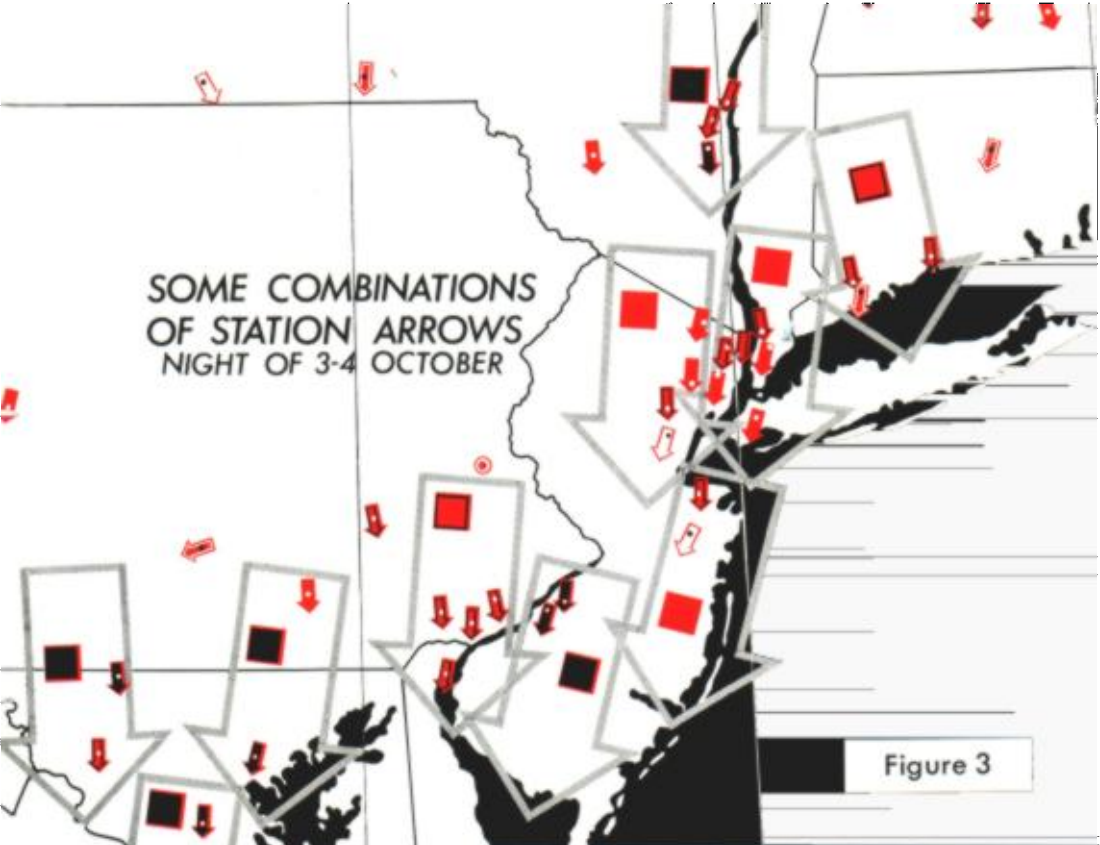 SOME COMBINATIONS
OF STATION ARROWS
NIGHT OF 3-4 OCTOBER
Figure 3